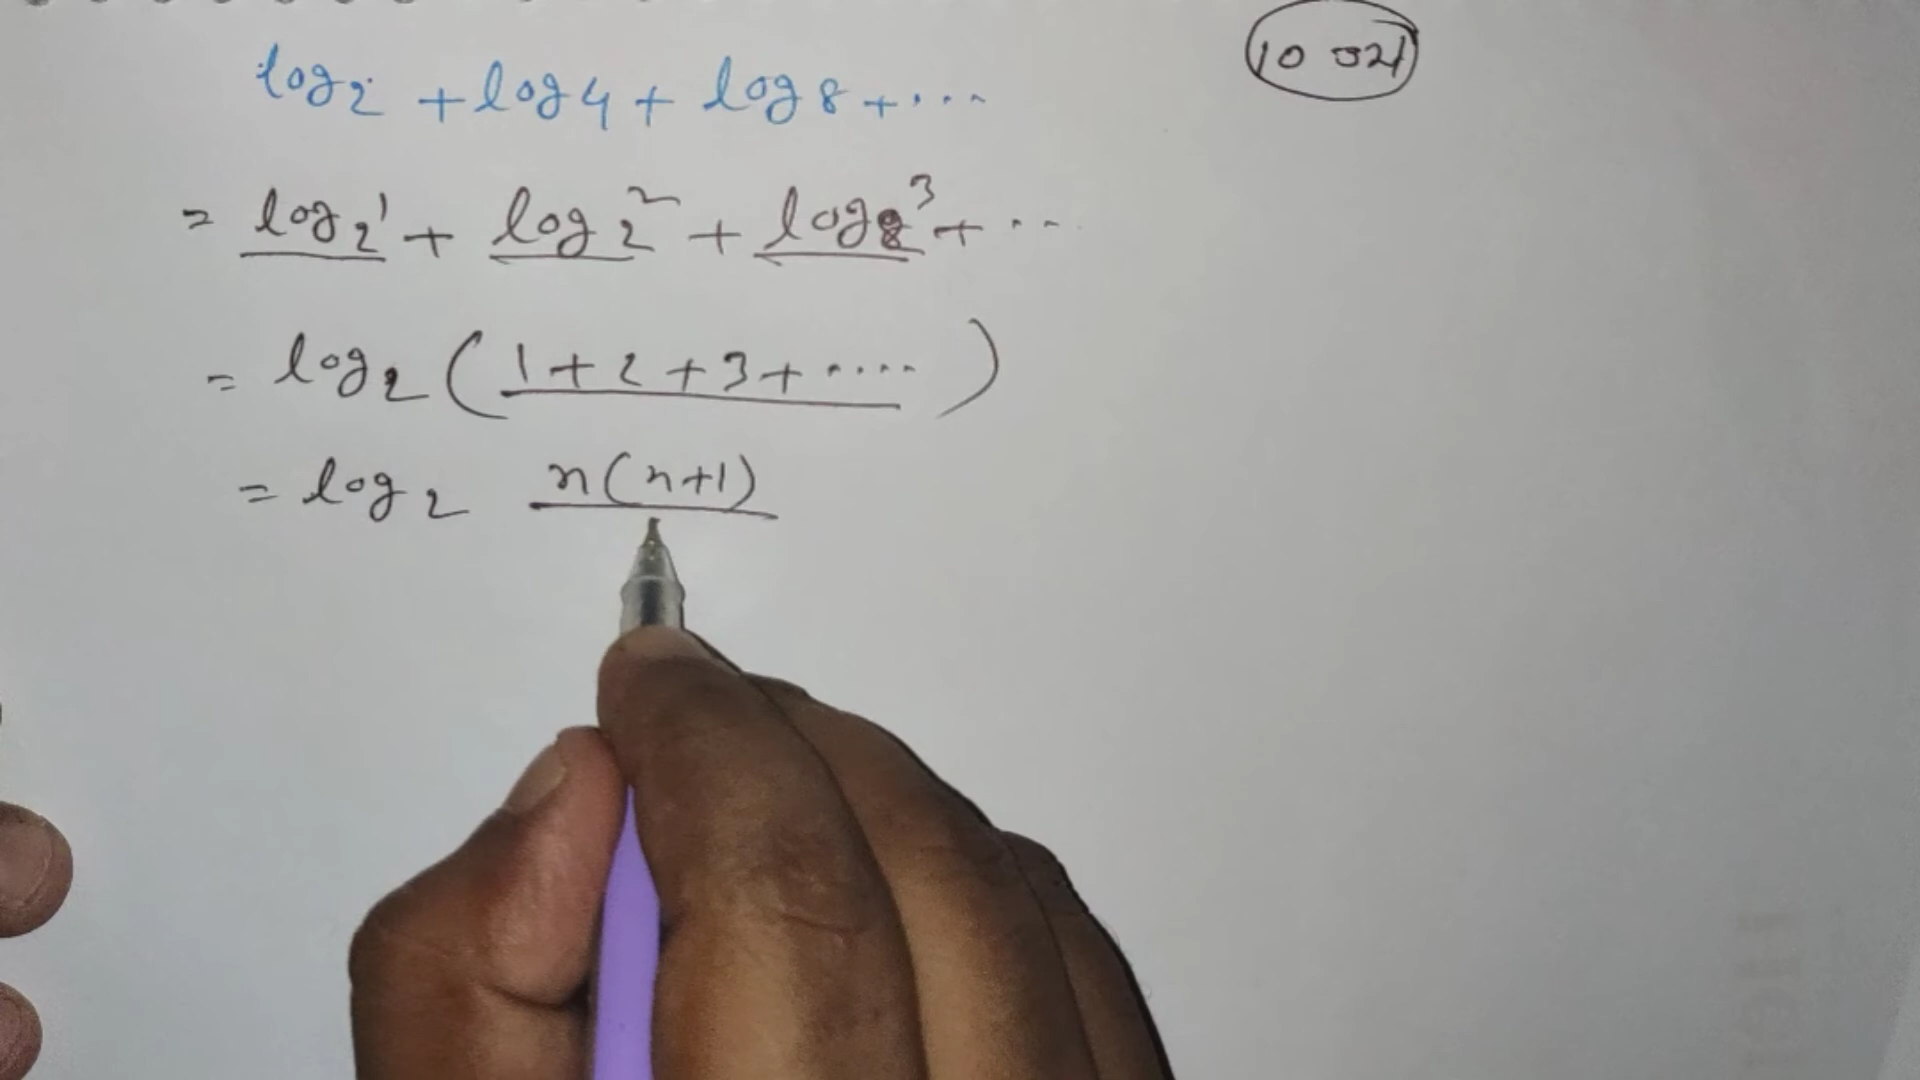 log 2 + log 4 + log 8 + ...
10 টার
= log 2¹ + log 2² + log 2³ + ...
= log 2 (1 + 2 + 3 + ....)
= log 2 n(n+1)